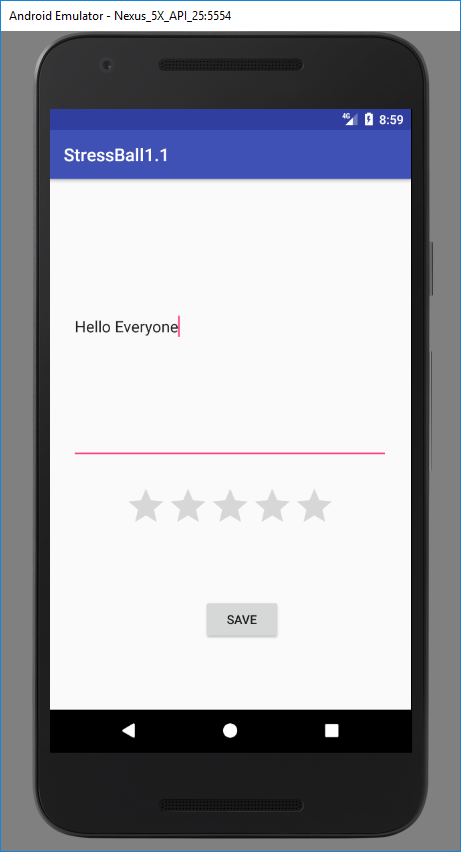 Android Emulator - Nexus_5X_API_25:5554
4G 8:59
StressBall1.1
Hello Everyone
SAVE